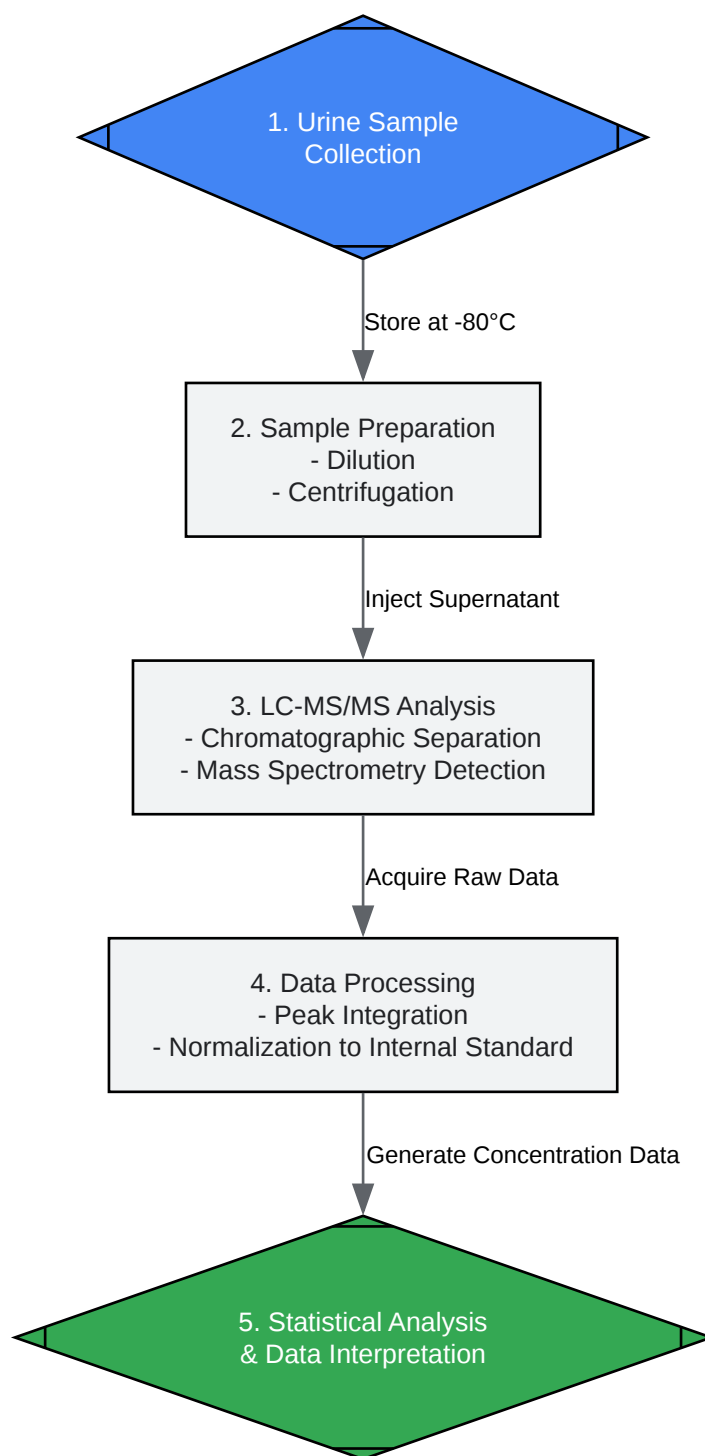 1. Urine Sample
Collection
Store at -80°C
2. Sample Preparation
- Dilution
- Centrifugation
Inject Supernatant
3. LC-MS/MS Analysis
- Chromatographic Separation
- Mass Spectrometry Detection
Acquire Raw Data
4. Data Processing
- Peak Integration
- Normalization to Internal Standard
Generate Concentration Data
5. Statistical Analysis
& Data Interpretation